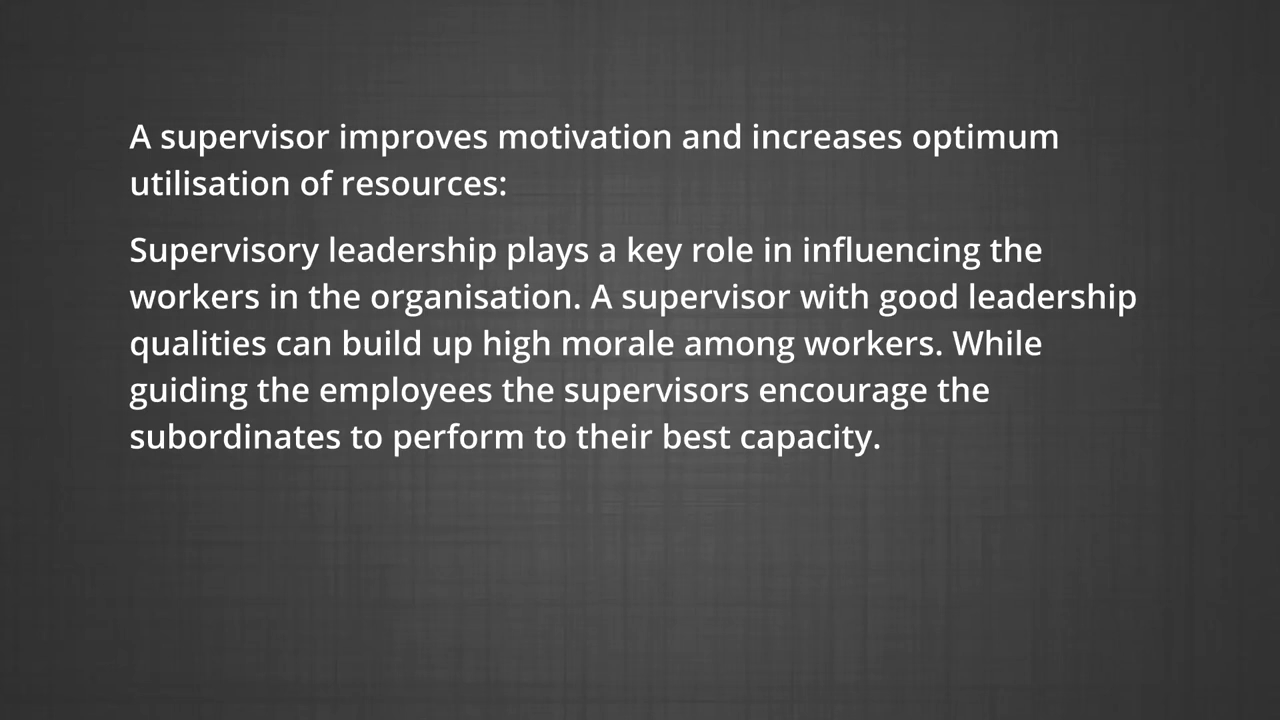 A supervisor improves motivation and increases optimum
utilisation of resources:
Supervisory leadership plays a key role in influencing the
workers in the organisation. A supervisor with good leadership
qualities can build up high morale among workers. While
guiding the employees the supervisors encourage the
subordinates to perform to their best capacity.